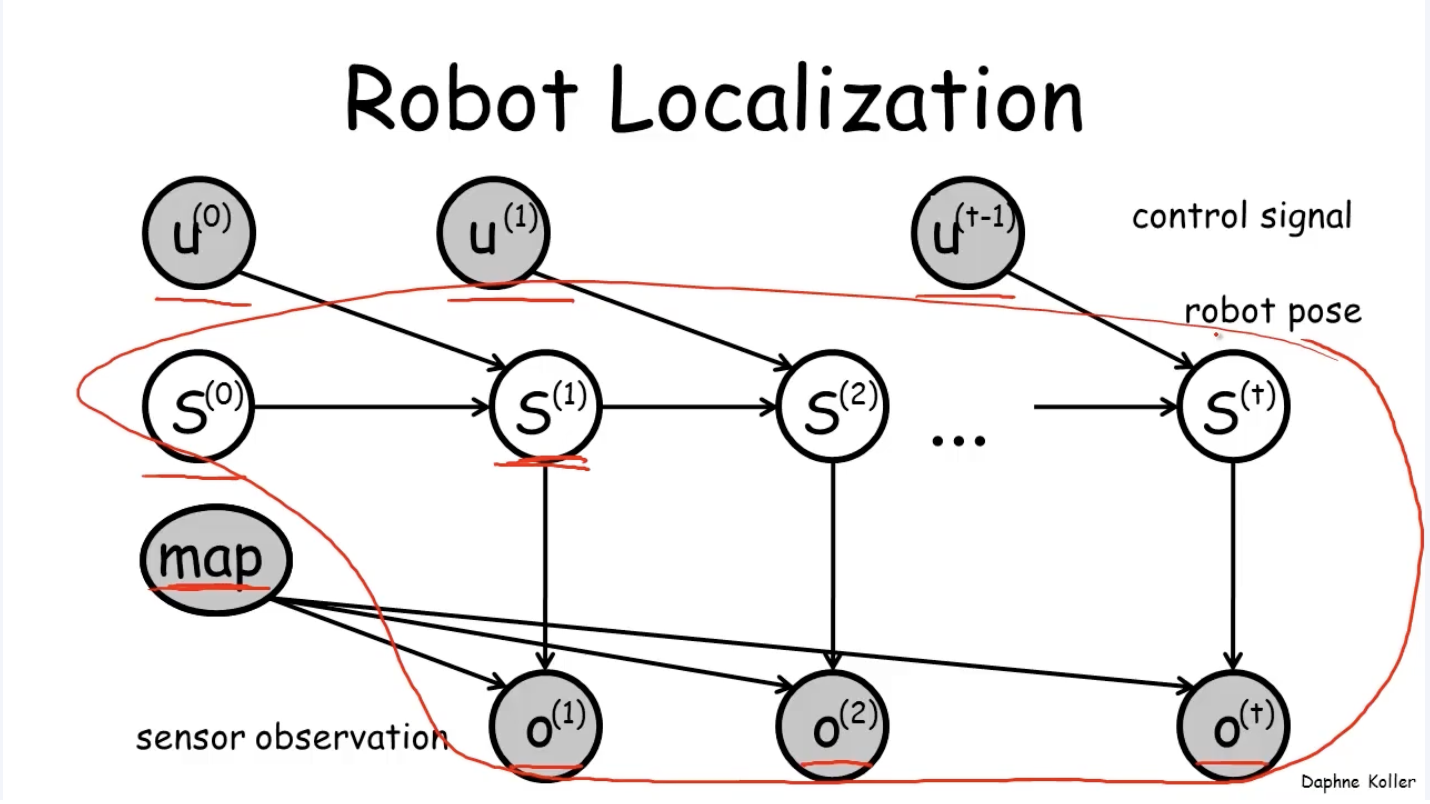 Robot Localization
u(0) u(1) u(t-1) control signal
robot pose
S(0) S(1) S(2) ... S(t)
map
sensor observation o(1) o(2) o(t)
Daphne Koller